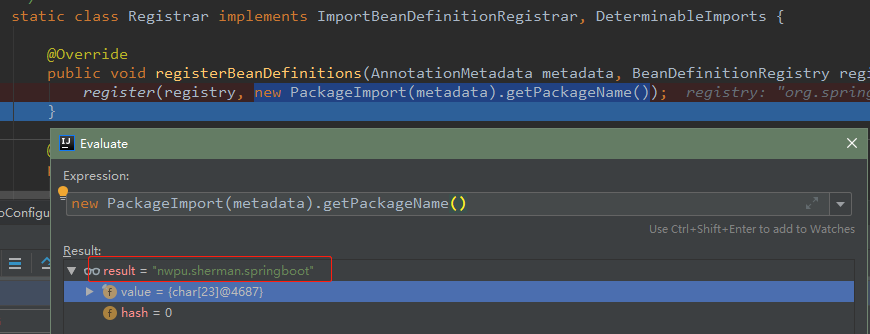 static class Registrar implements ImportBeanDefinitionRegistrar, DeterminableImports {
@Override
public void registerBeanDefinitions(AnnotationMetadata metadata, BeanDefinitionRegistry regi
register(registry, new PackageImport(metadata).getPackageName()); registry: "org.spring
}
Evaluate
Expression:
new PackageImport(metadata).getPackageName()
Use Ctrl+Shift+Enter to add to Watches
Result:
result = "nwpu.sherman.springboot"
value = {char[23]@4687}
hash = 0